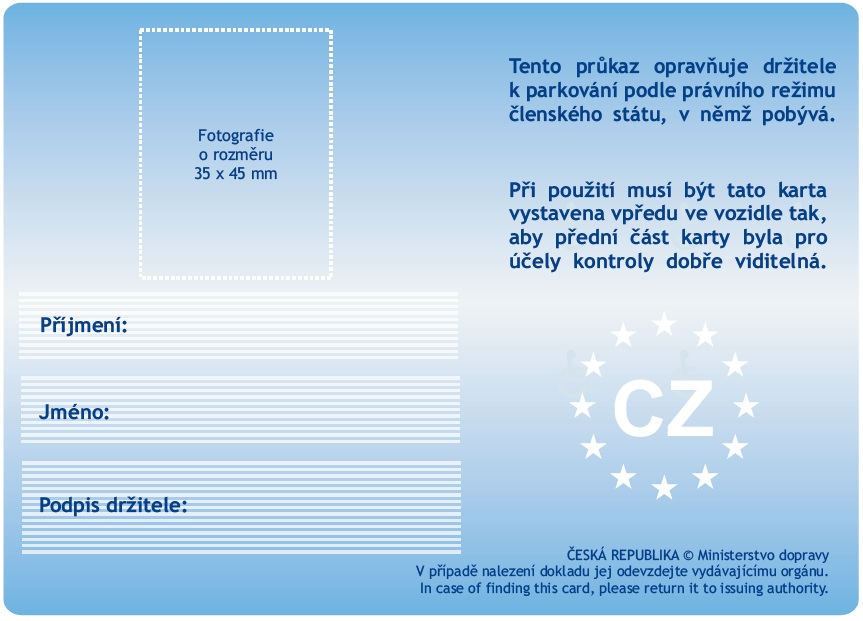 Fotografie
o rozměru
35 x 45 mm
Příjmení:
Jméno:
Podpis držitele:
Tento průkaz opravňuje držitele
k parkování podle právního režimu
členského státu, v němž pobývá.
Při použití musí být tato karta
vystavena vpředu ve vozidle tak,
aby přední část karty byla pro
účely kontroly dobře viditelná.
CZ
ČESKÁ REPUBLIKA © Ministerstvo dopravy
V případě nalezení dokladu jej odevzdejte vydávajícímu orgánu.
In case of finding this card, please return it to issuing authority.